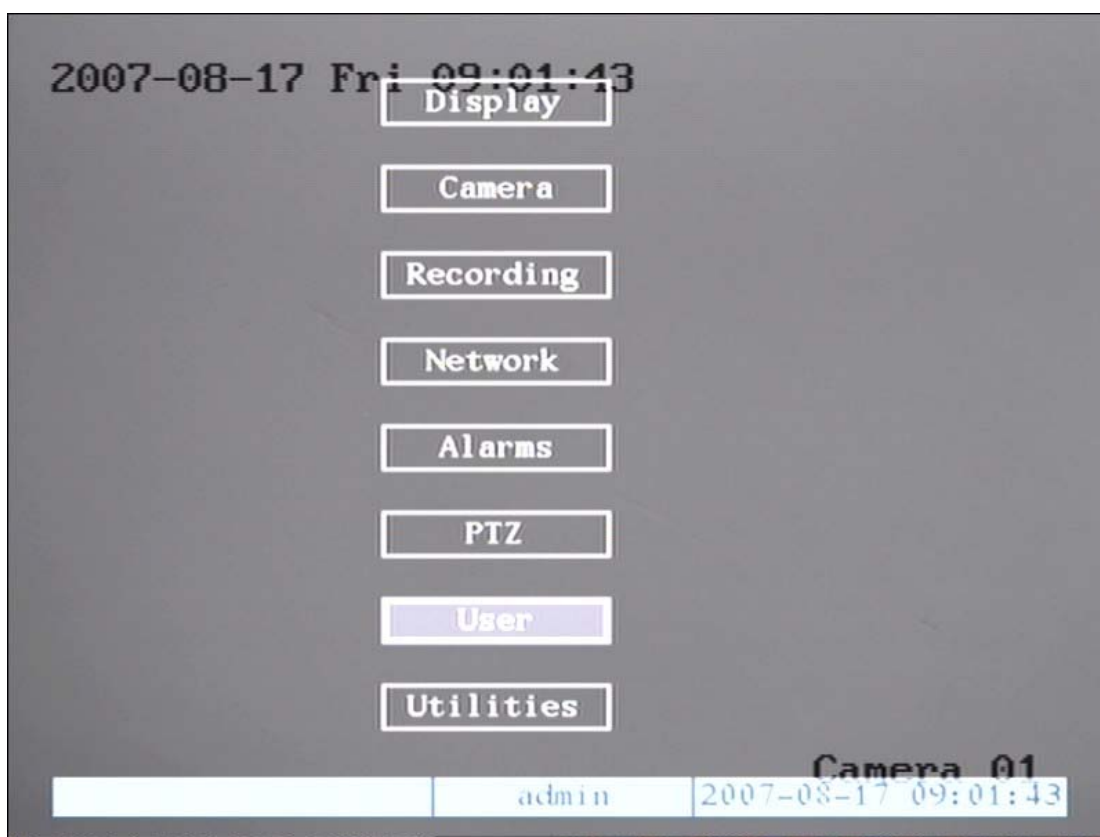 2007-08-17 Fri 09:01:43
Display
Camera
Recording
Network
Alarms
PTZ
User
Utilities
Camera 01
admin 2007-08-17 09:01:43